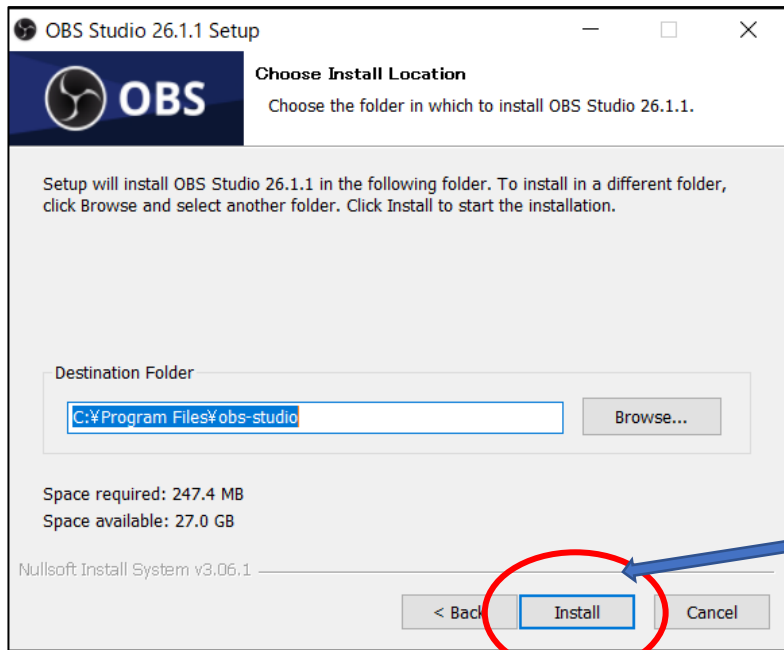 OBS Studio 26.1.1 Setup
OBS
Choose Install Location
Choose the folder in which to install OBS Studio 26.1.1.
Setup will install OBS Studio 26.1.1 in the following folder. To install in a different folder,
click Browse and select another folder. Click Install to start the installation.
Destination Folder
C:¥Program Files¥obs-studio
Browse...
Space required: 247.4 MB
Space available: 27.0 GB
Nullsoft Install System v3.06.1
< Back
Install
Cancel